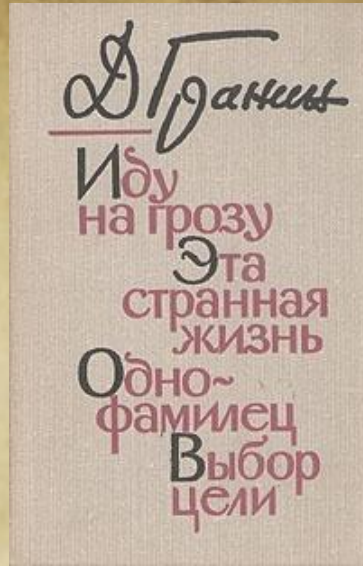 Д Гранин
Иду
на грозу
Эта
странная
жизнь
Одно~
фамилец
Выбор
цели